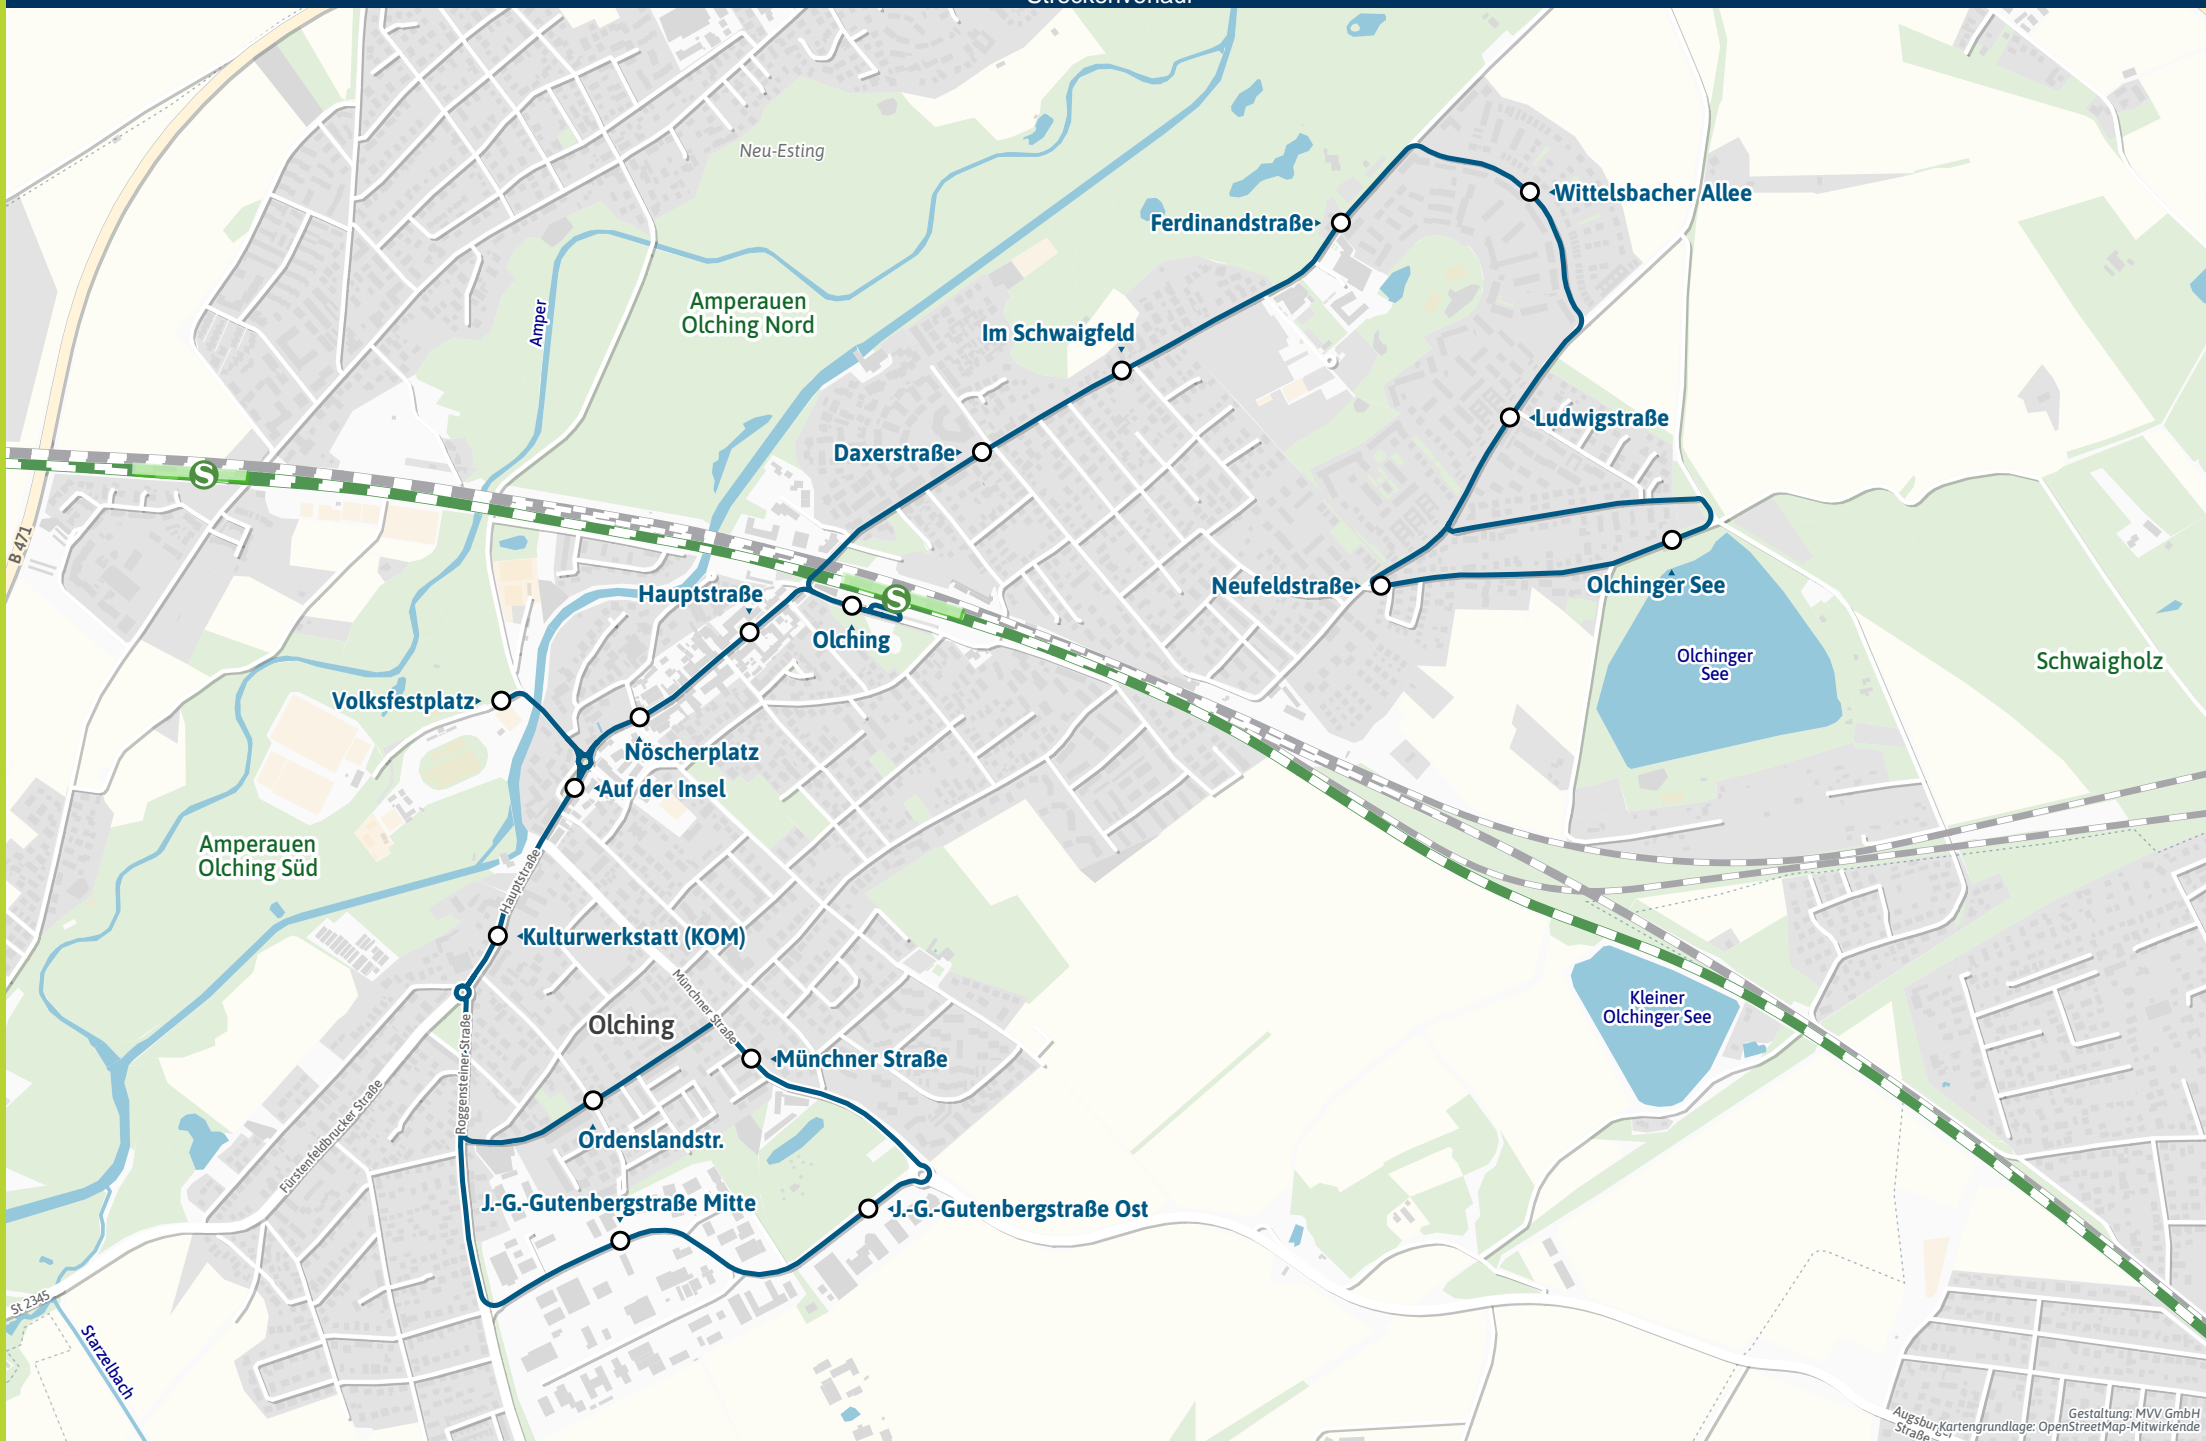 Streckenverlauf
Neu-Esting
Wittelsbacher Allee
Ferdinandstraße
Amperauen
Olching Nord
Amper
Im Schwaigfeld
Ludwigstraße
Daxerstraße
S
B 471
S
Hauptstraße
Neufeldstraße
Olchinger See
Olching
Olchinger
See
Schwaigholz
Volksfestplatz
Nöscherplatz
Auf der Insel
Amperauen
Olching Süd
Hauptstraße
Kulturwerkstatt (KOM)
Münchner Straße
Kleiner
Olchinger See
Olching
Roggensteiner Straße
Münchner Straße
Fürstenfeldbrucker Straße
Ordenslandstr.
J.-G.-Gutenbergstraße Mitte
J.-G.-Gutenbergstraße Ost
St 2345
Starzelbach
Straße
Gestaltung: MVV GmbH
Kartengrundlage: OpenStreetMap-Mitwirkende